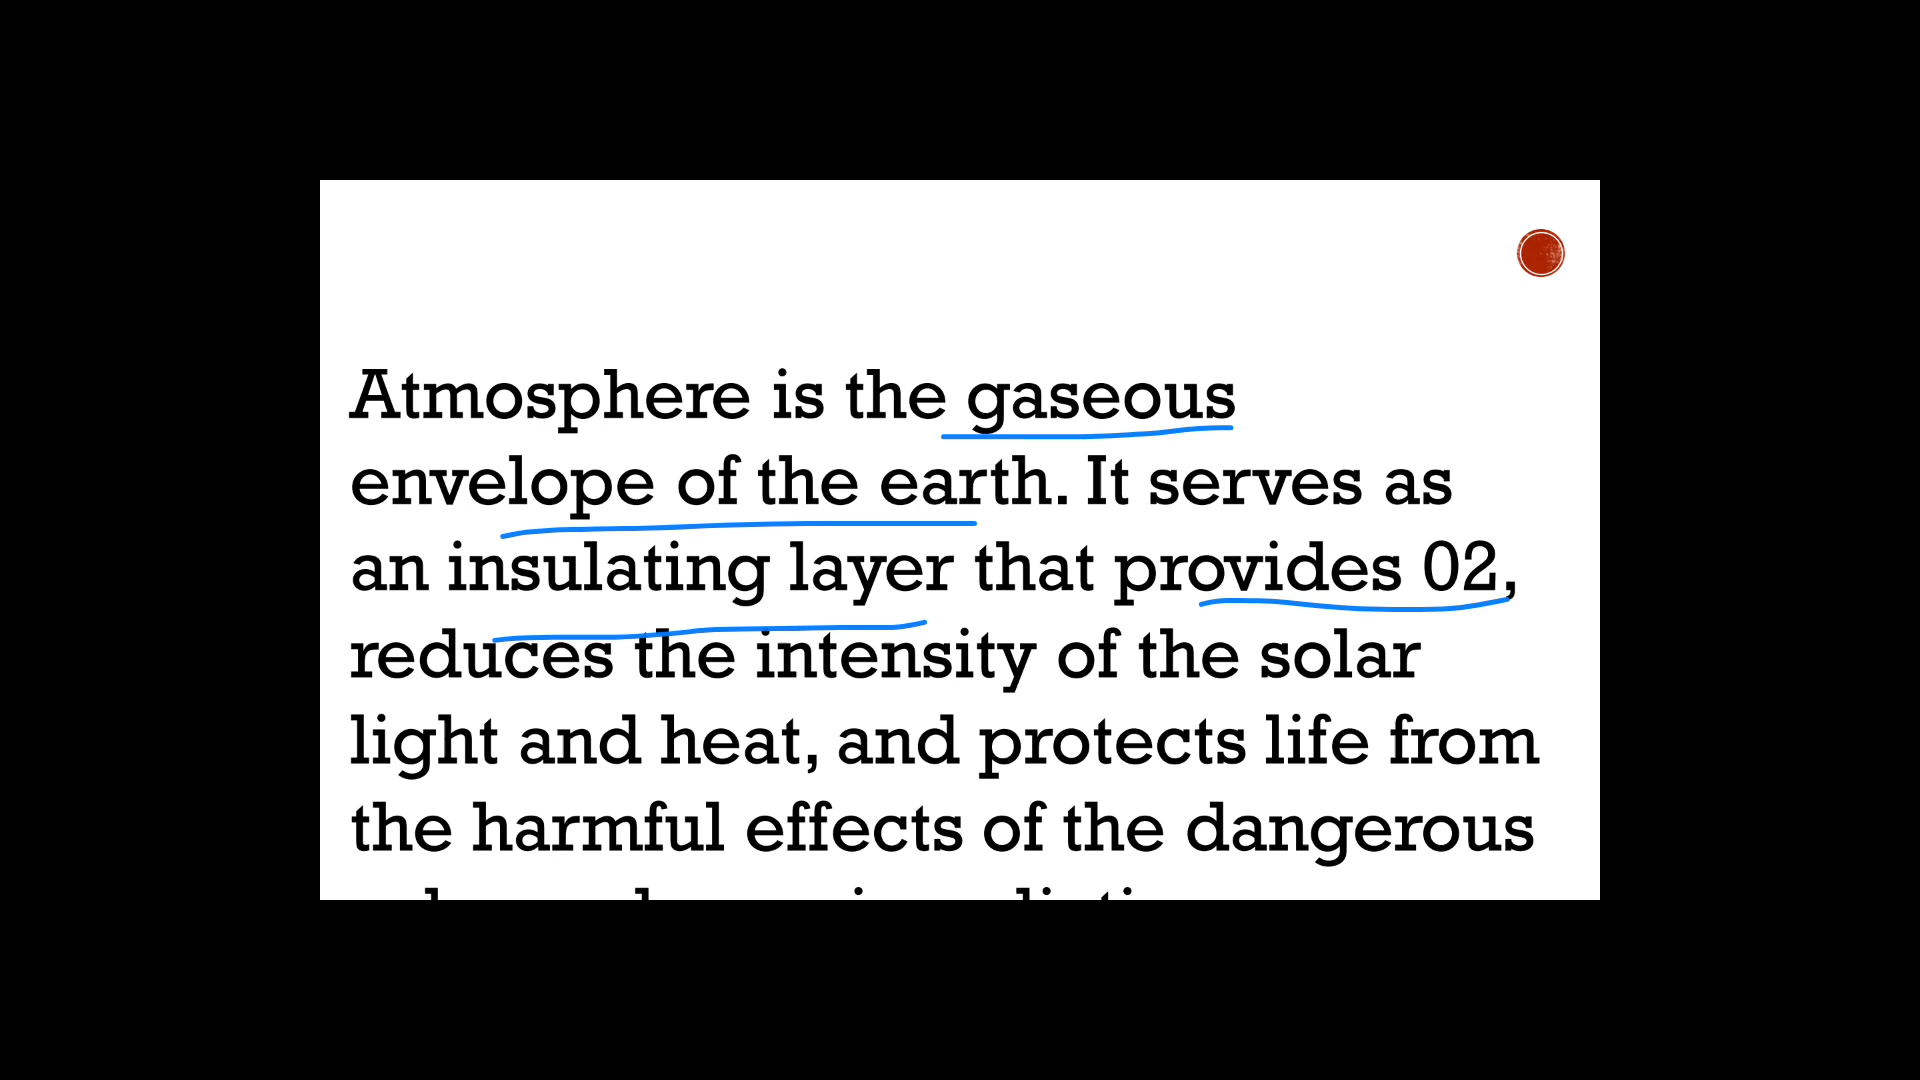 Atmosphere is the gaseous
envelope of the earth. It serves as
an insulating layer that provides 02,
reduces the intensity of the solar
light and heat, and protects life from
the harmful effects of the dangerous